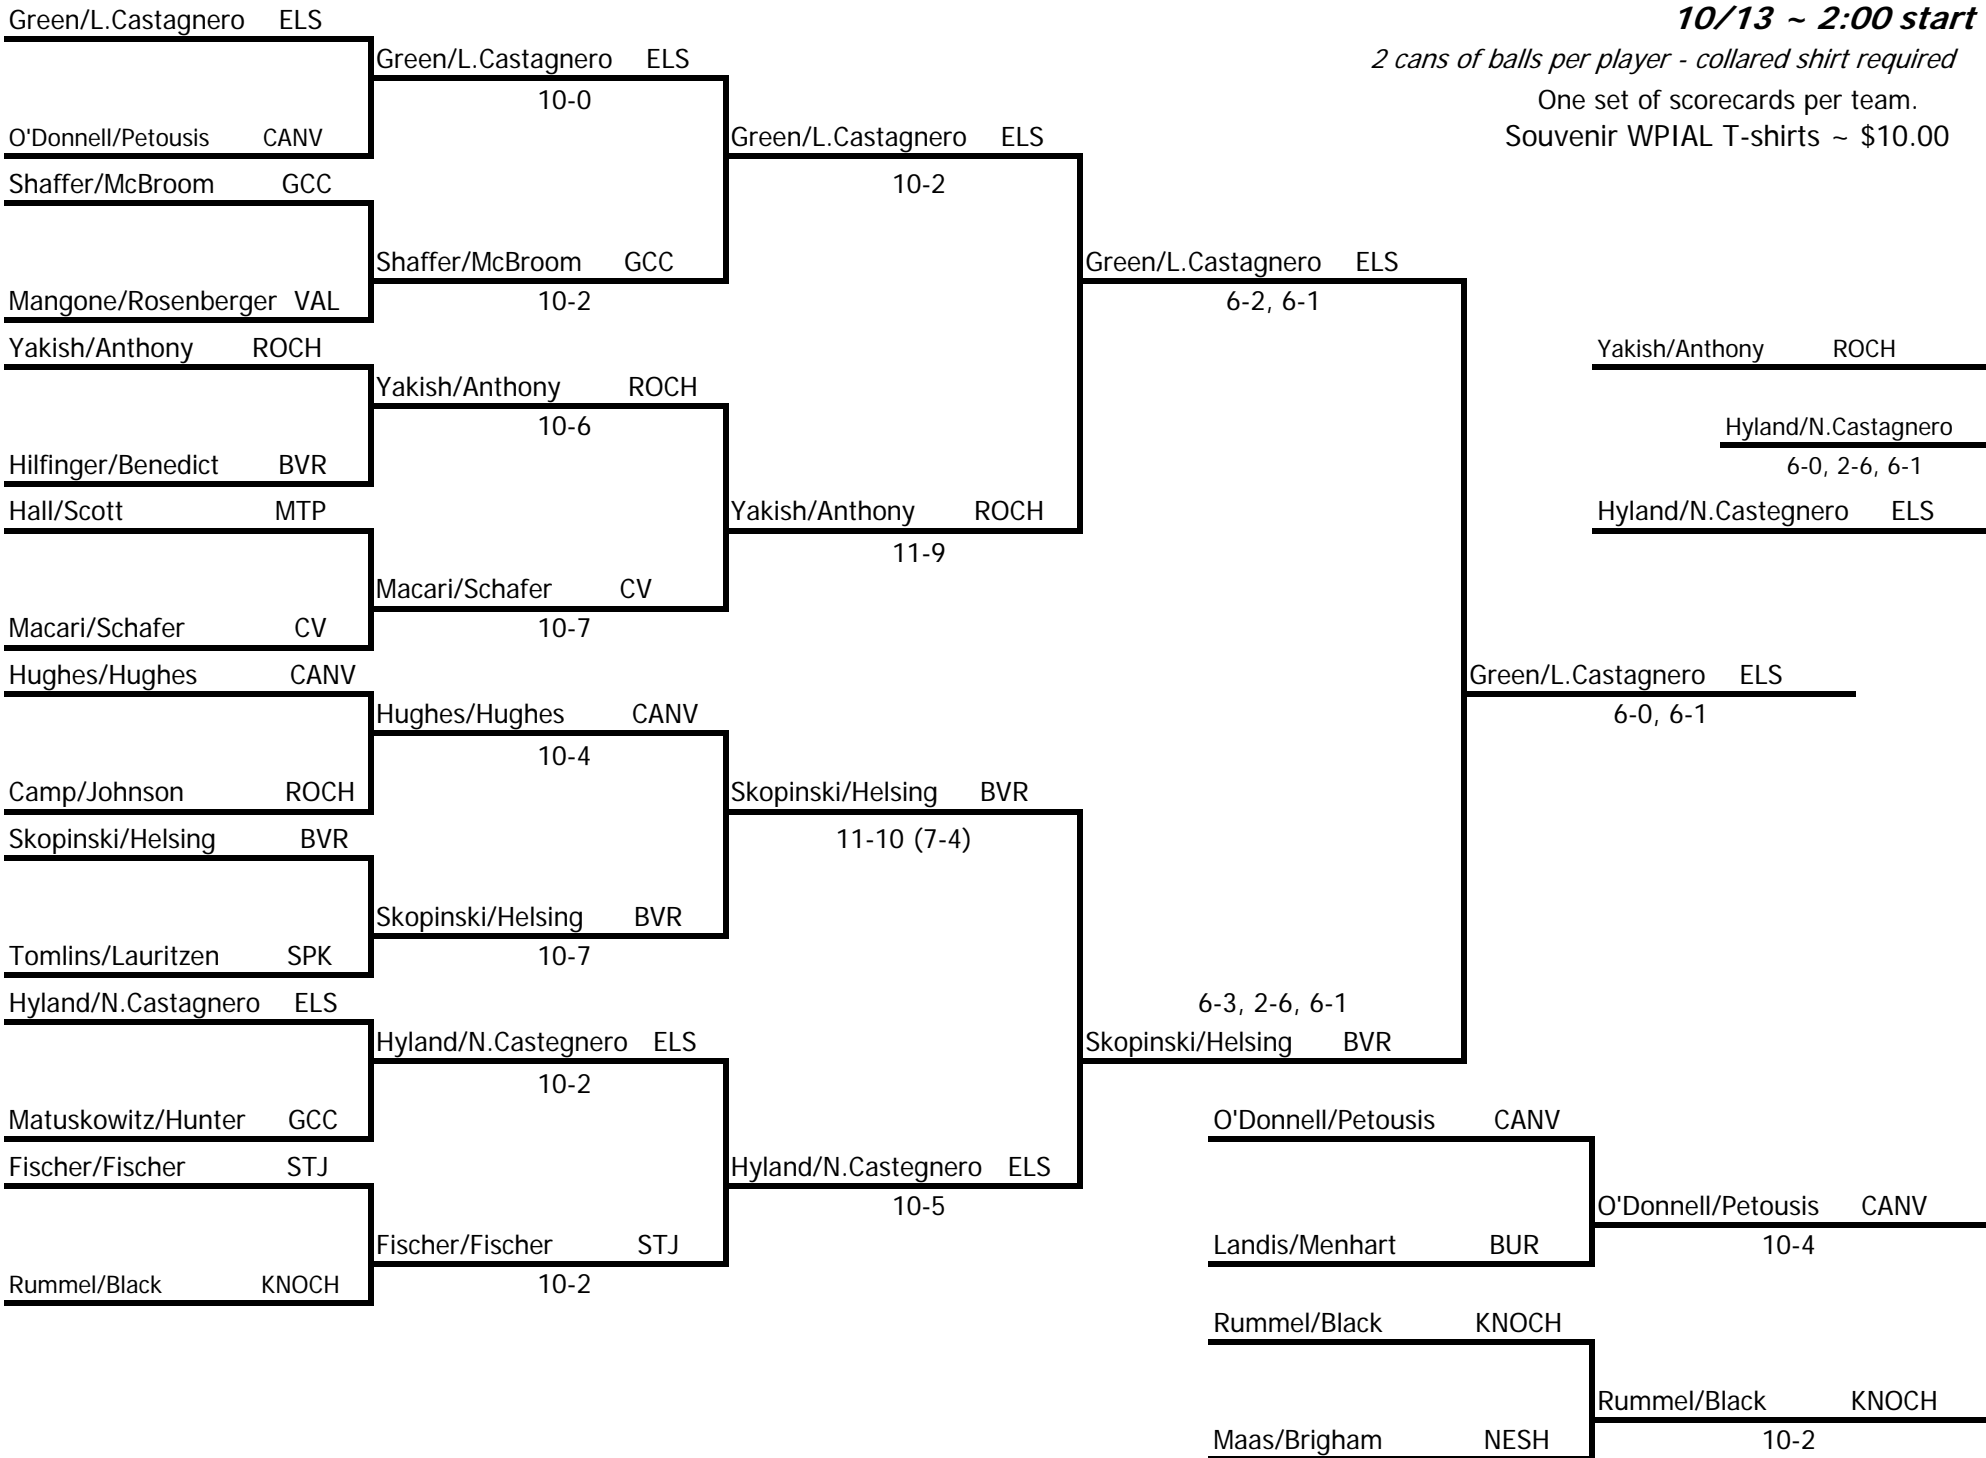 Green/L.Castagnero ELS
10/13 ~ 2:00 start
Green/L.Castagnero ELS
2 cans of balls per player - collared shirt required
10-0
One set of scorecards per team.
O'Donnell/Petousis CANV
Green/L.Castagnero ELS
Souvenir WPIAL T-shirts ~ $10.00
Shaffer/McBroom GCC
10-2
Shaffer/McBroom GCC
Green/L.Castagnero ELS
Mangone/Rosenberger VAL
10-2
6-2, 6-1
Yakish/Anthony ROCH
Yakish/Anthony ROCH
Yakish/Anthony ROCH
10-6
Hyland/N.Castagnero
Hilfinger/Benedict BVR
6-0, 2-6, 6-1
Hall/Scott MTP
Yakish/Anthony ROCH
Hyland/N.Castegnero ELS
11-9
Macari/Schafer CV
Macari/Schafer CV
10-7
Hughes/Hughes CANV
Green/L.Castagnero ELS
Hughes/Hughes CANV
6-0, 6-1
10-4
Camp/Johnson ROCH
Skopinski/Helsing BVR
Skopinski/Helsing BVR
11-10 (7-4)
Skopinski/Helsing BVR
Tomlins/Lauritzen SPK
10-7
Hyland/N.Castagnero ELS
6-3, 2-6, 6-1
Hyland/N.Castegnero ELS
Skopinski/Helsing BVR
10-2
Matuskowitz/Hunter GCC
O'Donnell/Petousis CANV
Fischer/Fischer STJ
Hyland/N.Castegnero ELS
10-5
O'Donnell/Petousis CANV
Fischer/Fischer STJ
Landis/Menhart BUR
10-4
Rummel/Black KNOCH
10-2
Rummel/Black KNOCH
Rummel/Black KNOCH
Maas/Brigham NESH
10-2